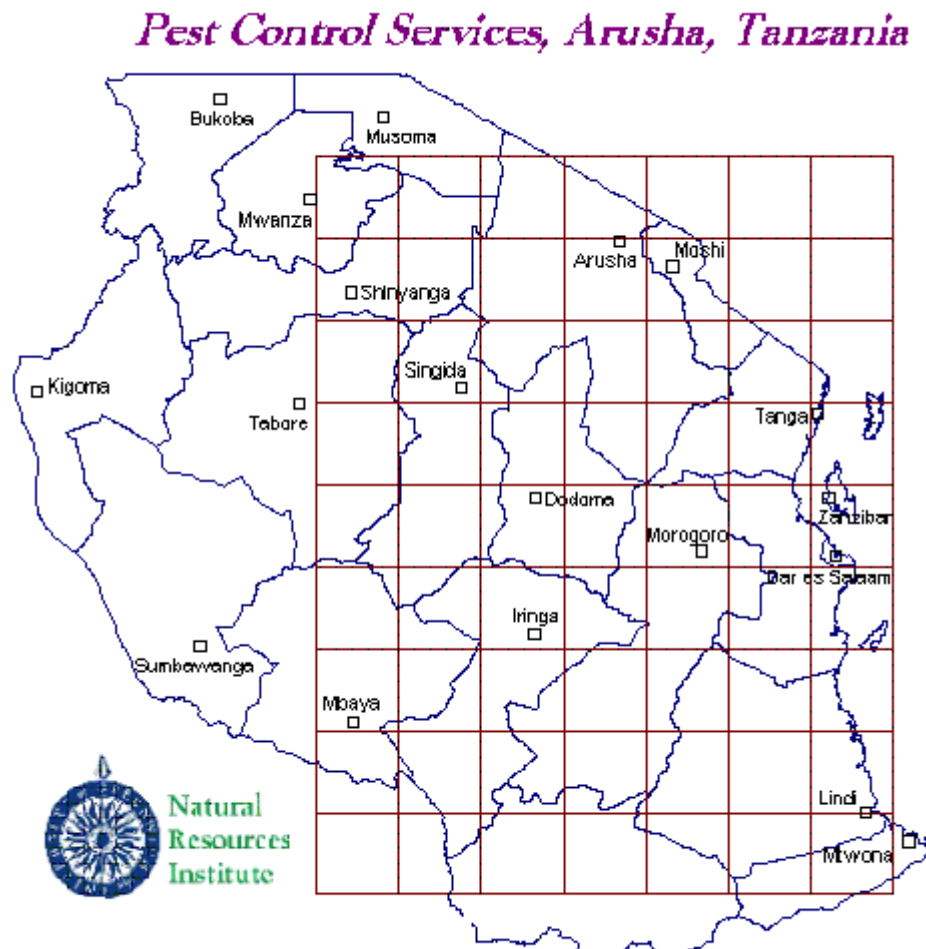 Pest Control Services, Arusha, Tanzania
Bukoba
Musoma
Mwanza
Arusha
Moshi
Shinyanga
Singida
Kigoma
Tabora
Tanga
Dodoma
Zanzibar
Morogoro
Dar es Salaam
Iringa
Sumbawanga
Mbaya
Lindi
Mtwona
Natural
Resources
Institute